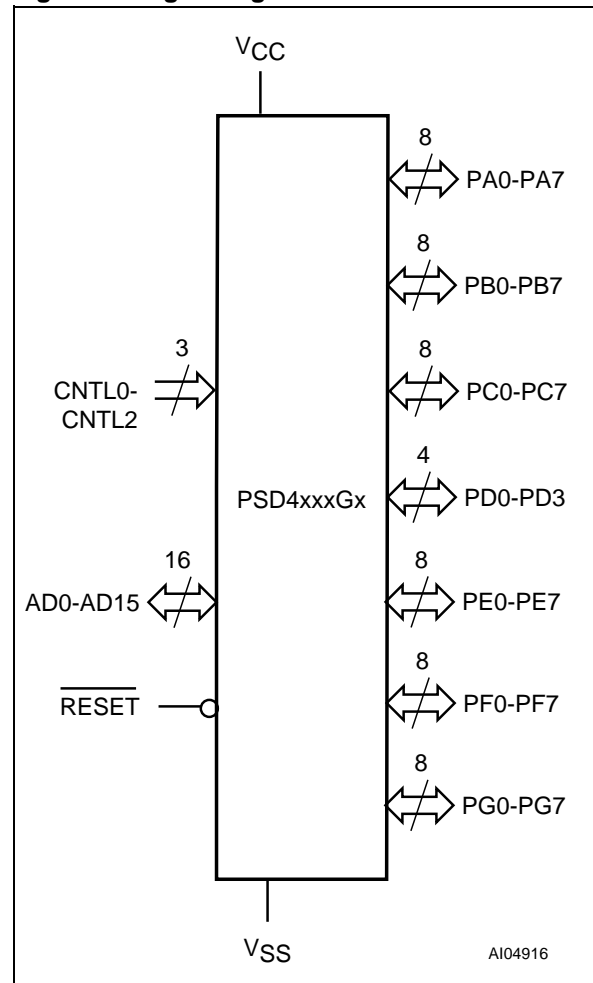 VCC
8
PA0-PA7
8
PB0-PB7
3
CNTL0-
CNTL2
8
PC0-PC7
4
PD0-PD3
PSD4xxxGx
16
AD0-AD15
8
PE0-PE7
RESET
8
PF0-PF7
8
PG0-PG7
VSS
AI04916